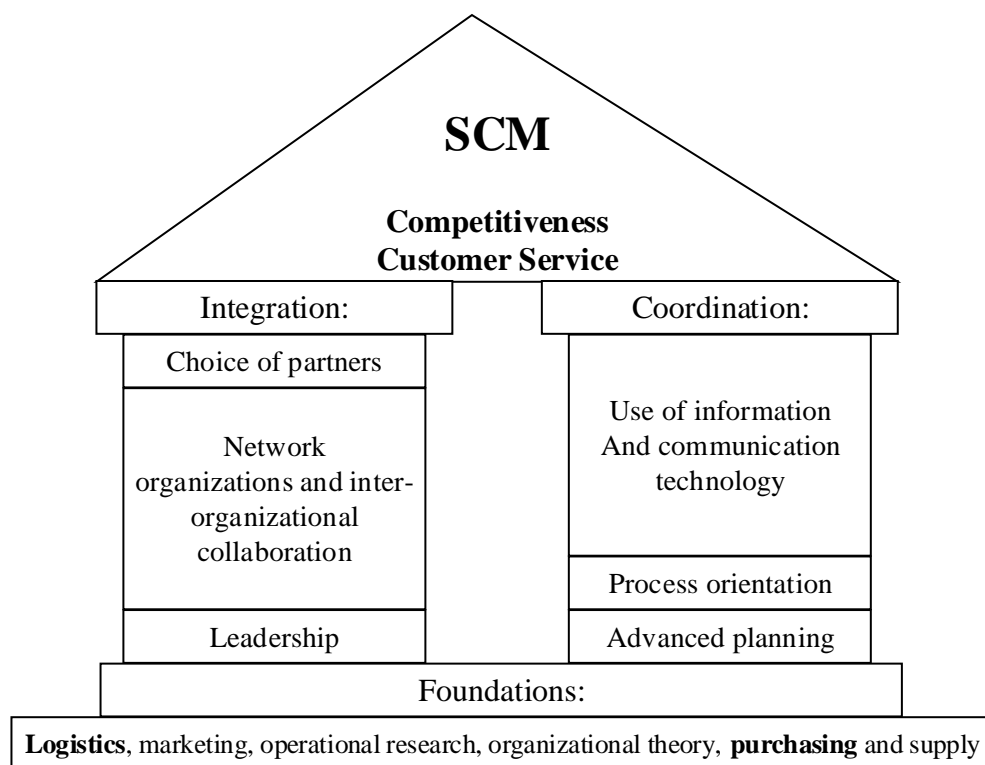 SCM
Competitiveness
Customer Service
Integration:
Choice of partners
Network
organizations and inter-
organizational
collaboration
Leadership
Coordination:
Use of information
And communication
technology
Process orientation
Advanced planning
Foundations:
Logistics, marketing, operational research, organizational theory, purchasing and supply